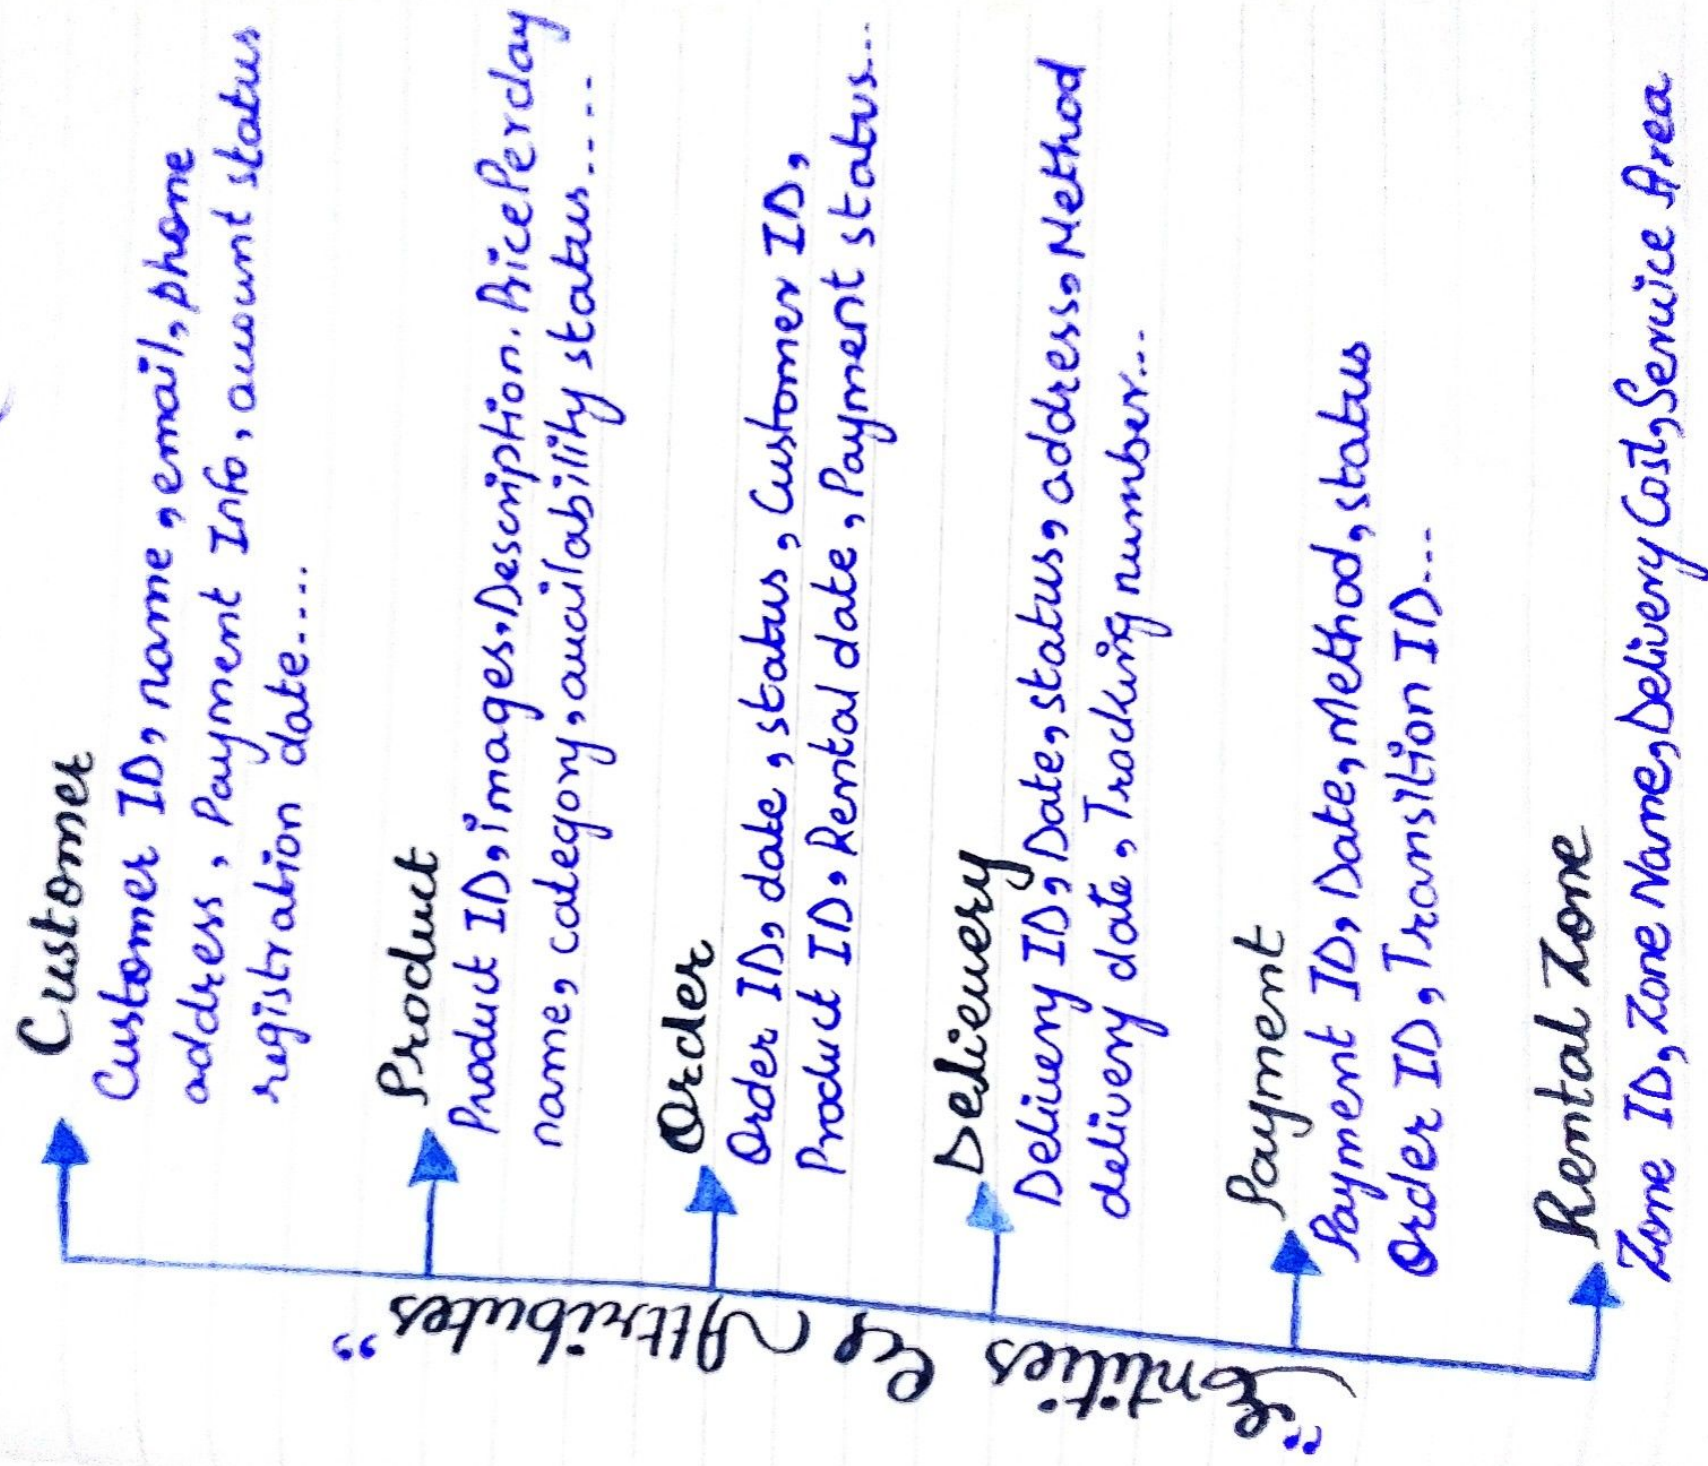 "Entities & Attributes"
Customer
Customer ID, name, email, phone
address, Payment Info, account status
registration date....
Product
Product ID, images, Description. Price Per day
name, category, availability status.....
Order
Order ID, date, status, Customer ID,
Product ID, Rental date, Payment status...
Delievery
Delivery ID, Date, status, address, Method
delivery date, Tracking number...
Payment
Payment ID, Date, Method, status
Order ID, Transition ID...
Rental Zone
Zone ID, Zone Name, Delivery Cost, Service Area